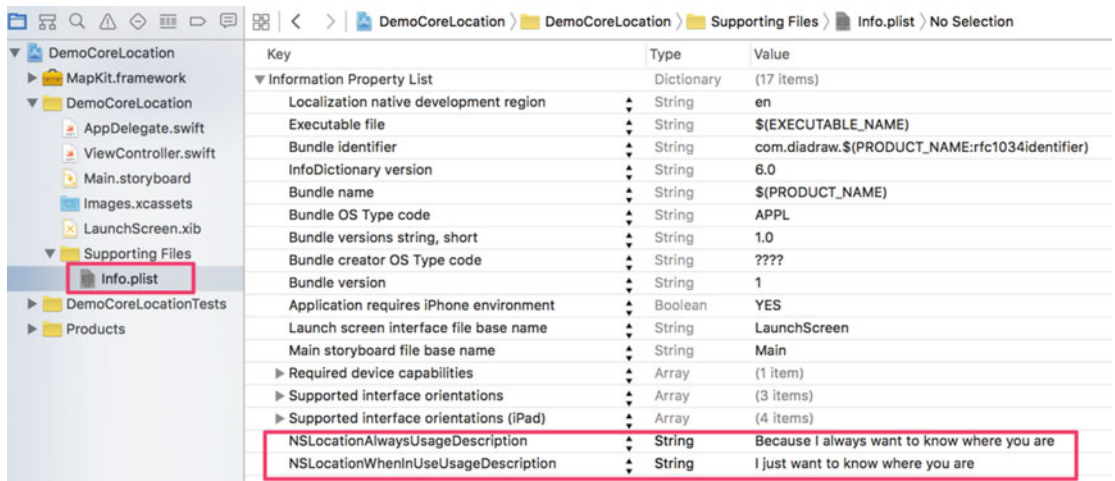 DemoCoreLocation DemoCoreLocation Supporting Files Info.plist No Selection
DemoCoreLocation
MapKit.framework
DemoCoreLocation
AppDelegate.swift
ViewController.swift
Main.storyboard
Images.xcassets
LaunchScreen.xib
Supporting Files
Info.plist
DemoCoreLocationTests
Products
Key Type Value
Information Property List Dictionary (17 items)
Localization native development region String en
Executable file String $(EXECUTABLE_NAME)
Bundle identifier String com.diadraw.$(PRODUCT_NAME:rfc1034identifier)
InfoDictionary version String 6.0
Bundle name String $(PRODUCT_NAME)
Bundle OS Type code String APPL
Bundle versions string, short String 1.0
Bundle creator OS Type code String ????
Bundle version String 1
Application requires iPhone environment Boolean YES
Launch screen interface file base name String LaunchScreen
Main storyboard file base name String Main
Required device capabilities Array (1 item)
Supported interface orientations Array (3 items)
Supported interface orientations (iPad) Array (4 items)
NSLocationAlwaysUsageDescription String Because I always want to know where you are
NSLocationWhenInUseUsageDescription String I just want to know where you are